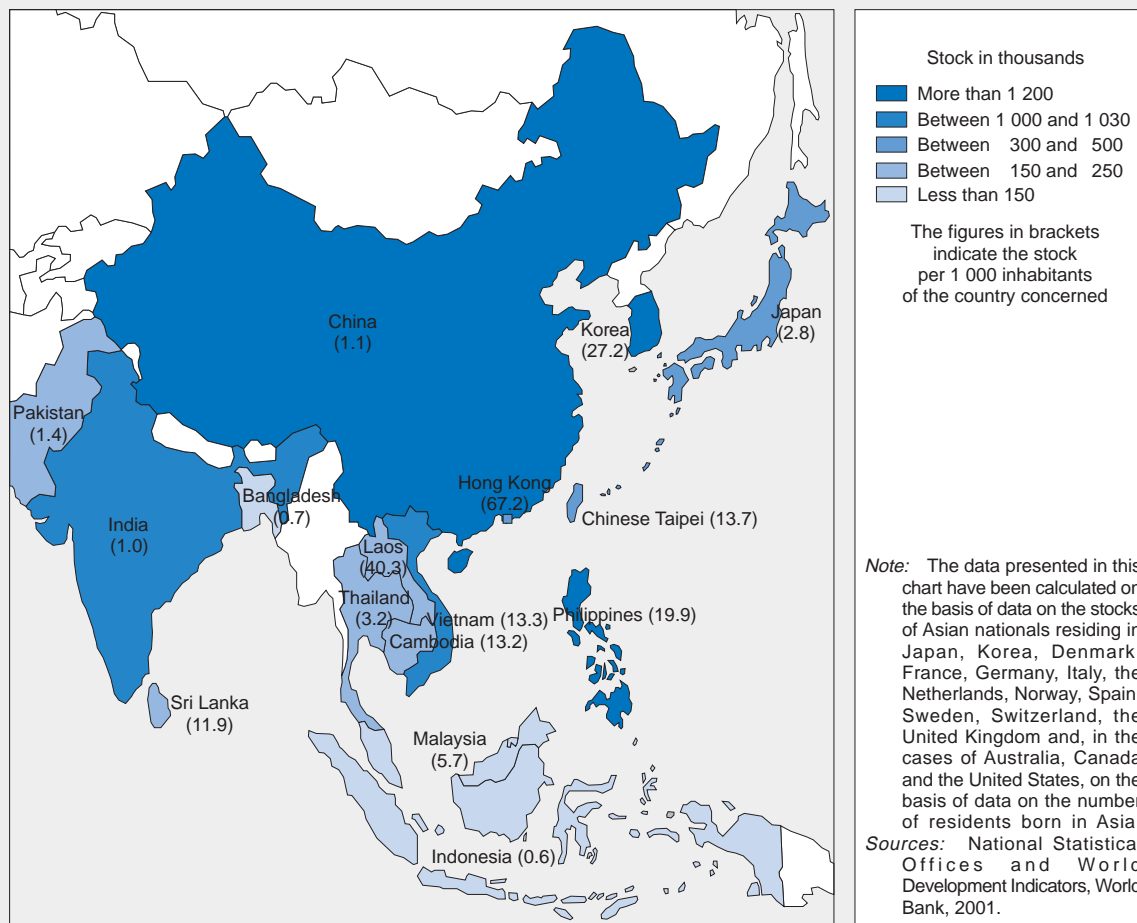 China
(1.1)
Korea
(27.2)
Japan
(2.8)
Pakistan
(1.4)
India
(1.0)
Bangladesh
(0.7)
Hong Kong
(67.2)
Chinese Taipei (13.7)
Laos
(40.3)
Thailand
(3.2)
Vietnam (13.3)
Cambodia (13.2)
Philippines (19.9)
Sri Lanka
(11.9)
Malaysia
(5.7)
Indonesia (0.6)
Stock in thousands
More than 1 200
Between 1 000 and 1 030
Between 300 and 500
Between 150 and 250
Less than 150
The figures in brackets
indicate the stock
per 1 000 inhabitants
of the country concerned
Note: The data presented in this
chart have been calculated on
the basis of data on the stocks
of Asian nationals residing in
Japan, Korea, Denmark
France, Germany, Italy, the
Netherlands, Norway, Spain
Sweden, Switzerland, the
United Kingdom and, in the
cases of Australia, Canada
and the United States, on the
basis of data on the number
of residents born in Asia
Sources: National Statistica
Offices and World
Development Indicators, World
Bank, 2001.